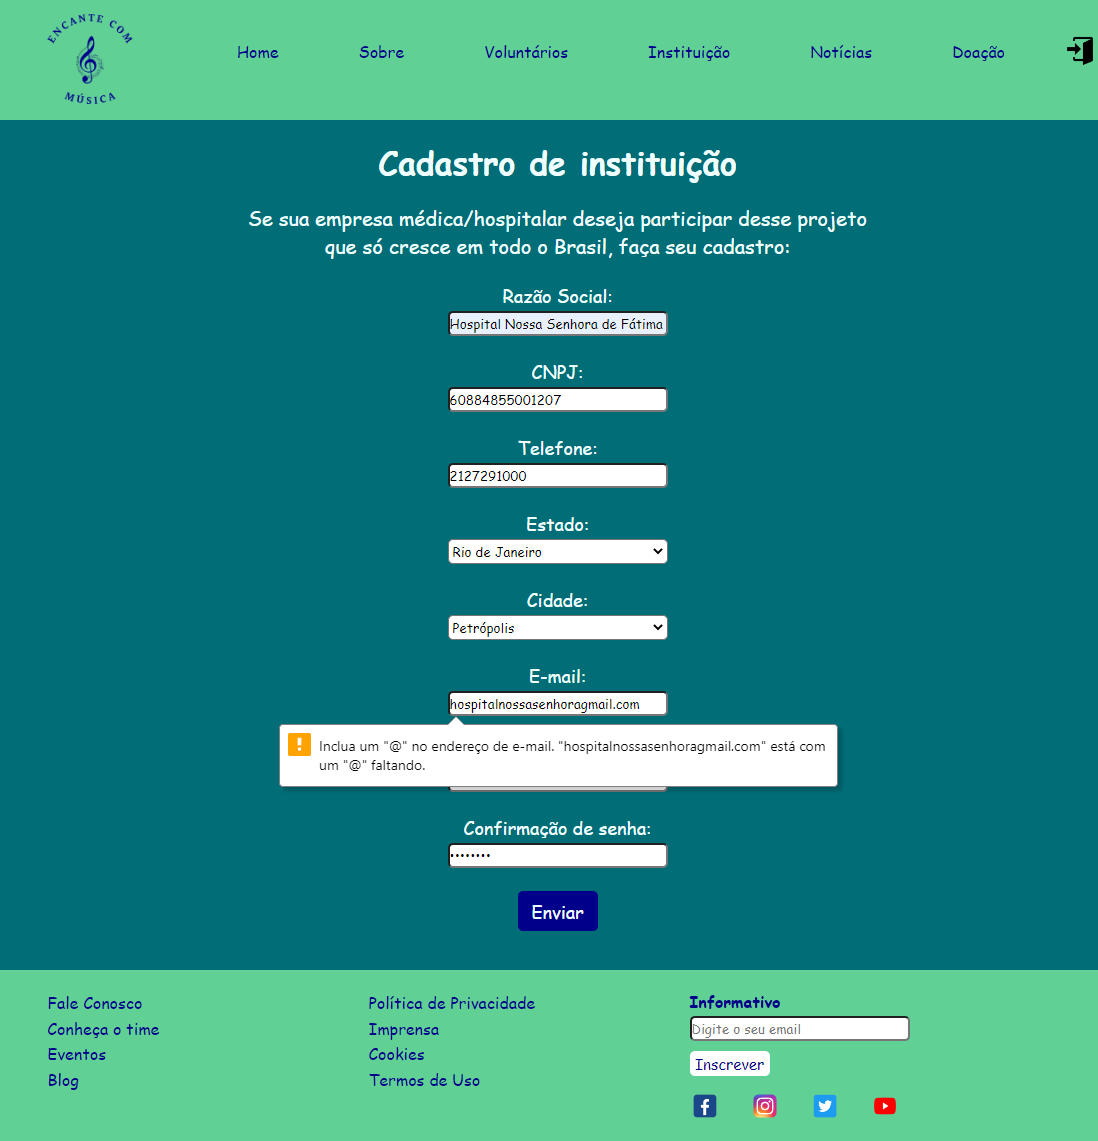 ENCANTE COM
MÚSICA
Home
Sobre
Voluntários
Instituição
Notícias
Doação
Cadastro de instituição
Se sua empresa médica/hospitalar deseja participar desse projeto
que só cresce em todo o Brasil, faça seu cadastro:
Razão Social:
Hospital Nossa Senhora de Fátima
CNPJ:
60884855001207
Telefone:
2127291000
Estado:
Rio de Janeiro
Cidade:
Petrópolis
E-mail:
hospitalnossasenhoragmail.com
Inclua um "@" no endereço de e-mail. "hospitalnossasenhoragmail.com" está com
um "@" faltando.
Confirmação de senha:
••••••••
Enviar
Fale Conosco
Conheça o time
Eventos
Blog
Política de Privacidade
Imprensa
Cookies
Termos de Uso
Informativo
Digite o seu email
Inscrever